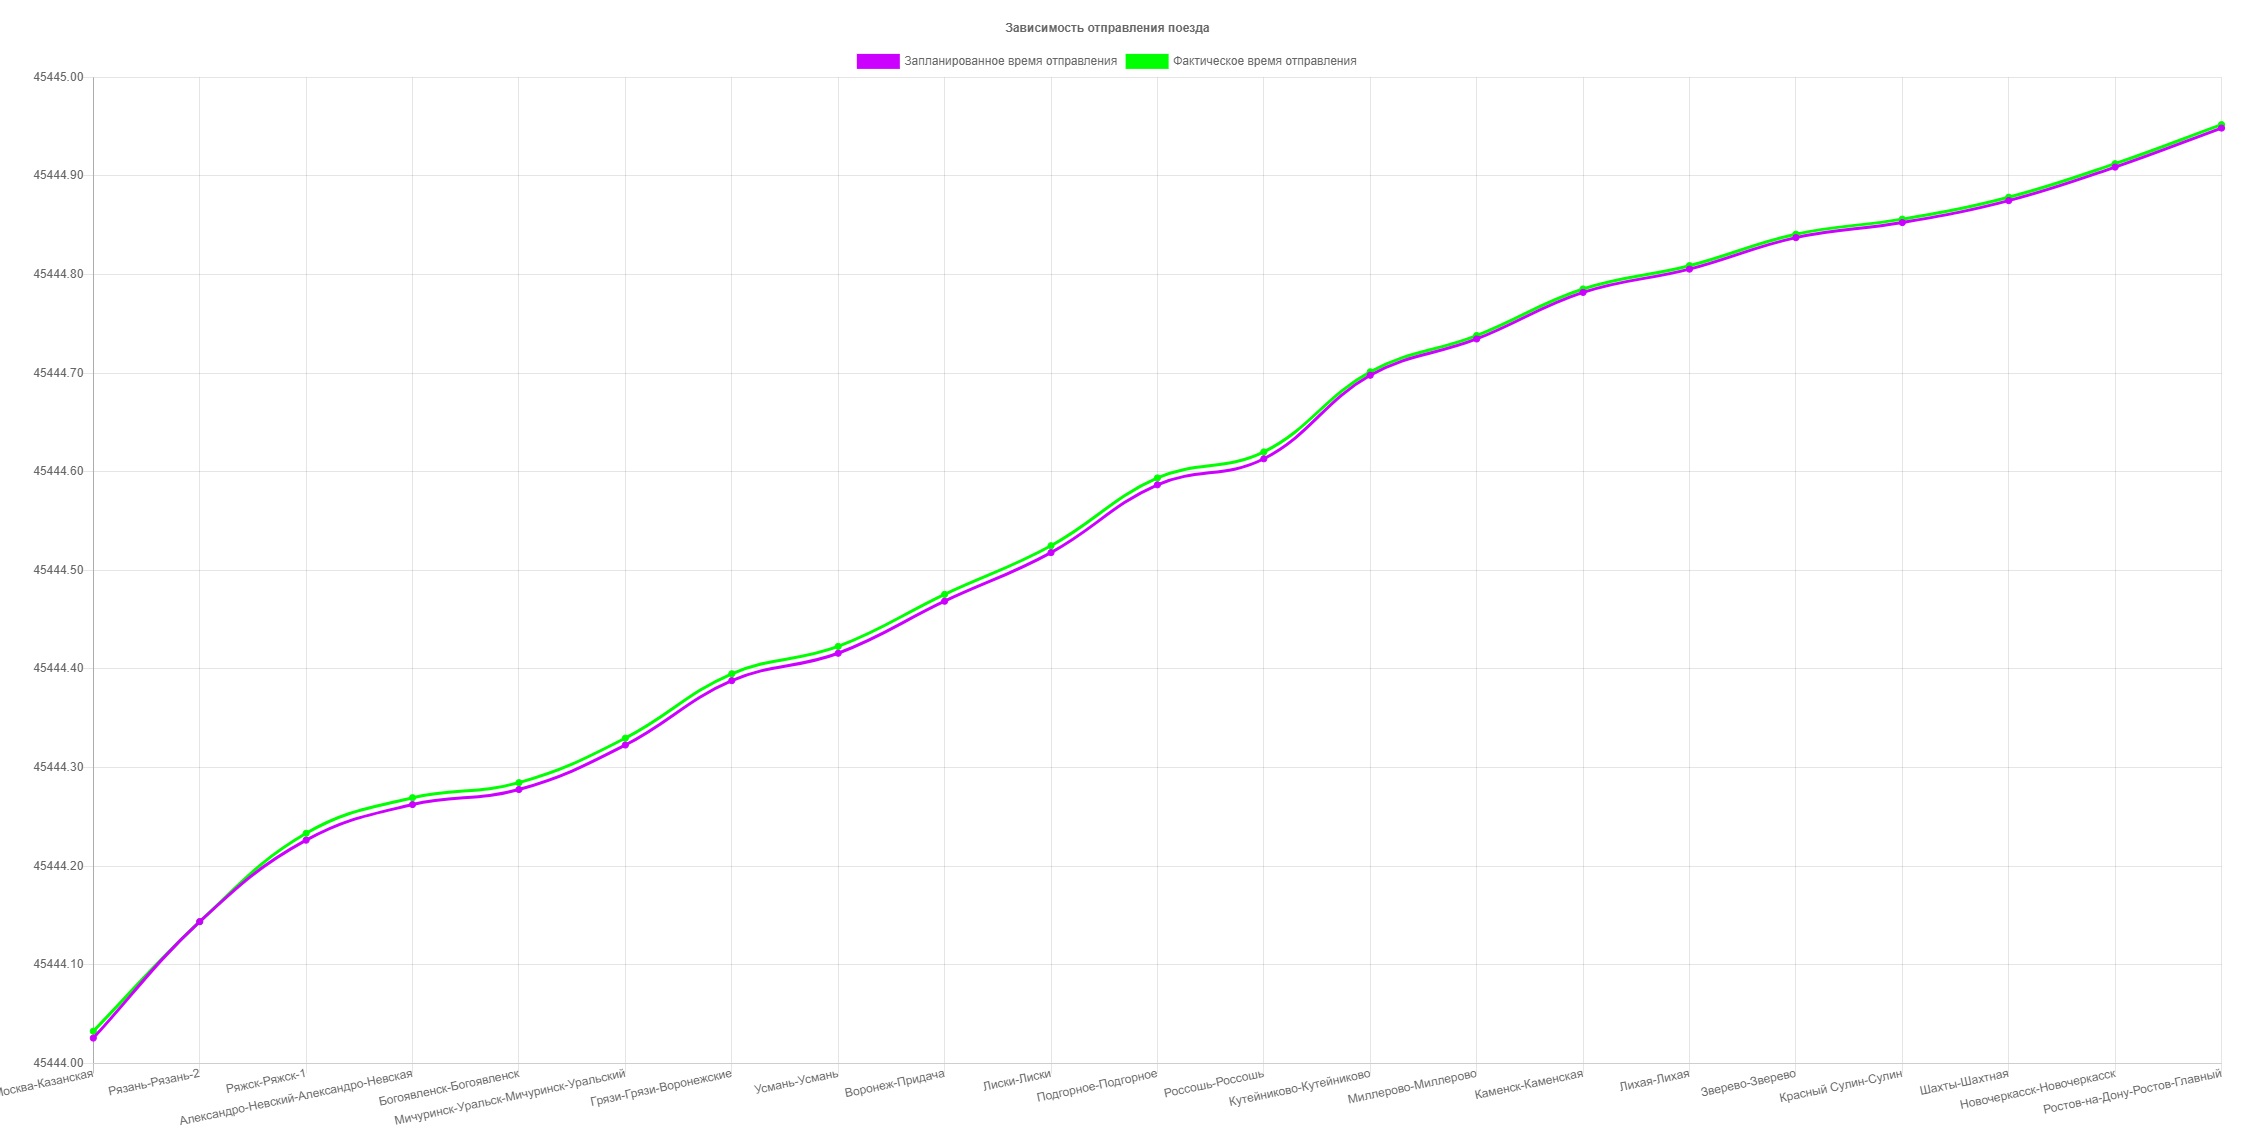 Зависимость отправления поезда
Запланированное время отправления
Фактическое время отправления
45445.00
45444.90
45444.80
45444.70
45444.60
45444.50
45444.40
45444.30
45444.20
45444.10
45444.00
Москва-Казанская
Рязань-Рязань-2
Ряжск-Ряжск-1
Александро-Невский-Александро-Невская
Богоявленск-Богоявленск
Мичуринск-Уральск-Мичуринск-Уральский
Грязи-Грязи-Воронежские
Усмань-Усмань
Воронеж-Придача
Лиски-Лиски
Подгорное-Подгорное
Россошь-Россошь
Кутейниково-Кутейниково
Миллерово-Миллерово
Каменск-Каменская
Лихая-Лихая
Зверево-Зверево
Красный Сулин-Сулин
Шахты-Шахтная
Новочеркасск-Новочеркасск
Ростов-на-Дону-Ростов-Главный